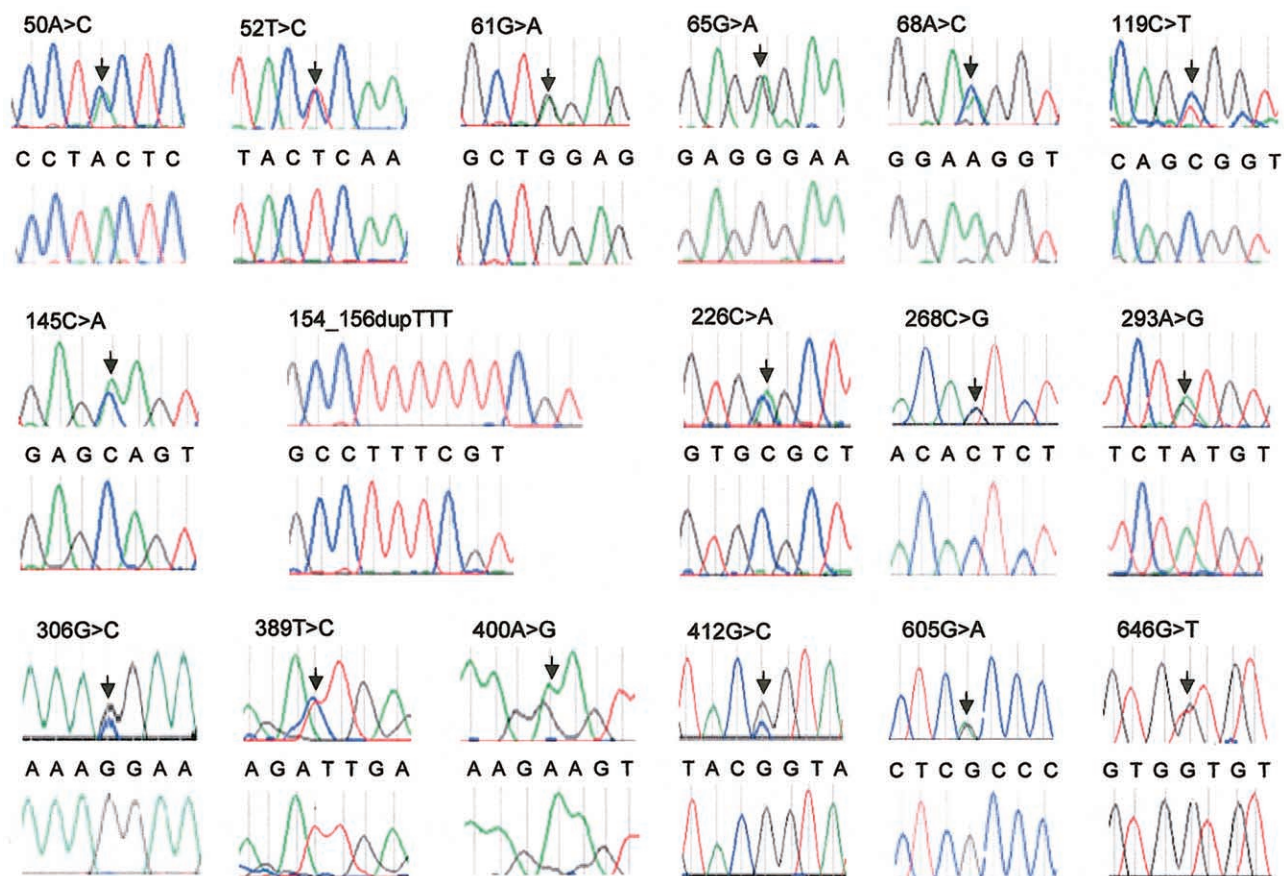 50A>C 52T>C 61G>A 65G>A 68A>C 119C>T
C C T A C T C T A C T C A A G C T G G A G G A G G G A A G G A A G G T C A G C G G T
145C>A 154_156dupTTT 226C>A 268C>G 293A>G
G A G C A G T G C C T T T C G T G T G C G C T A C A C T C T T C T A T G T
306G>C 389T>C 400A>G 412G>C 605G>A 646G>T
A A A G G A A A G A T T G A A A G A A G T T A C G G T A C T C G C C C G T G G T G T